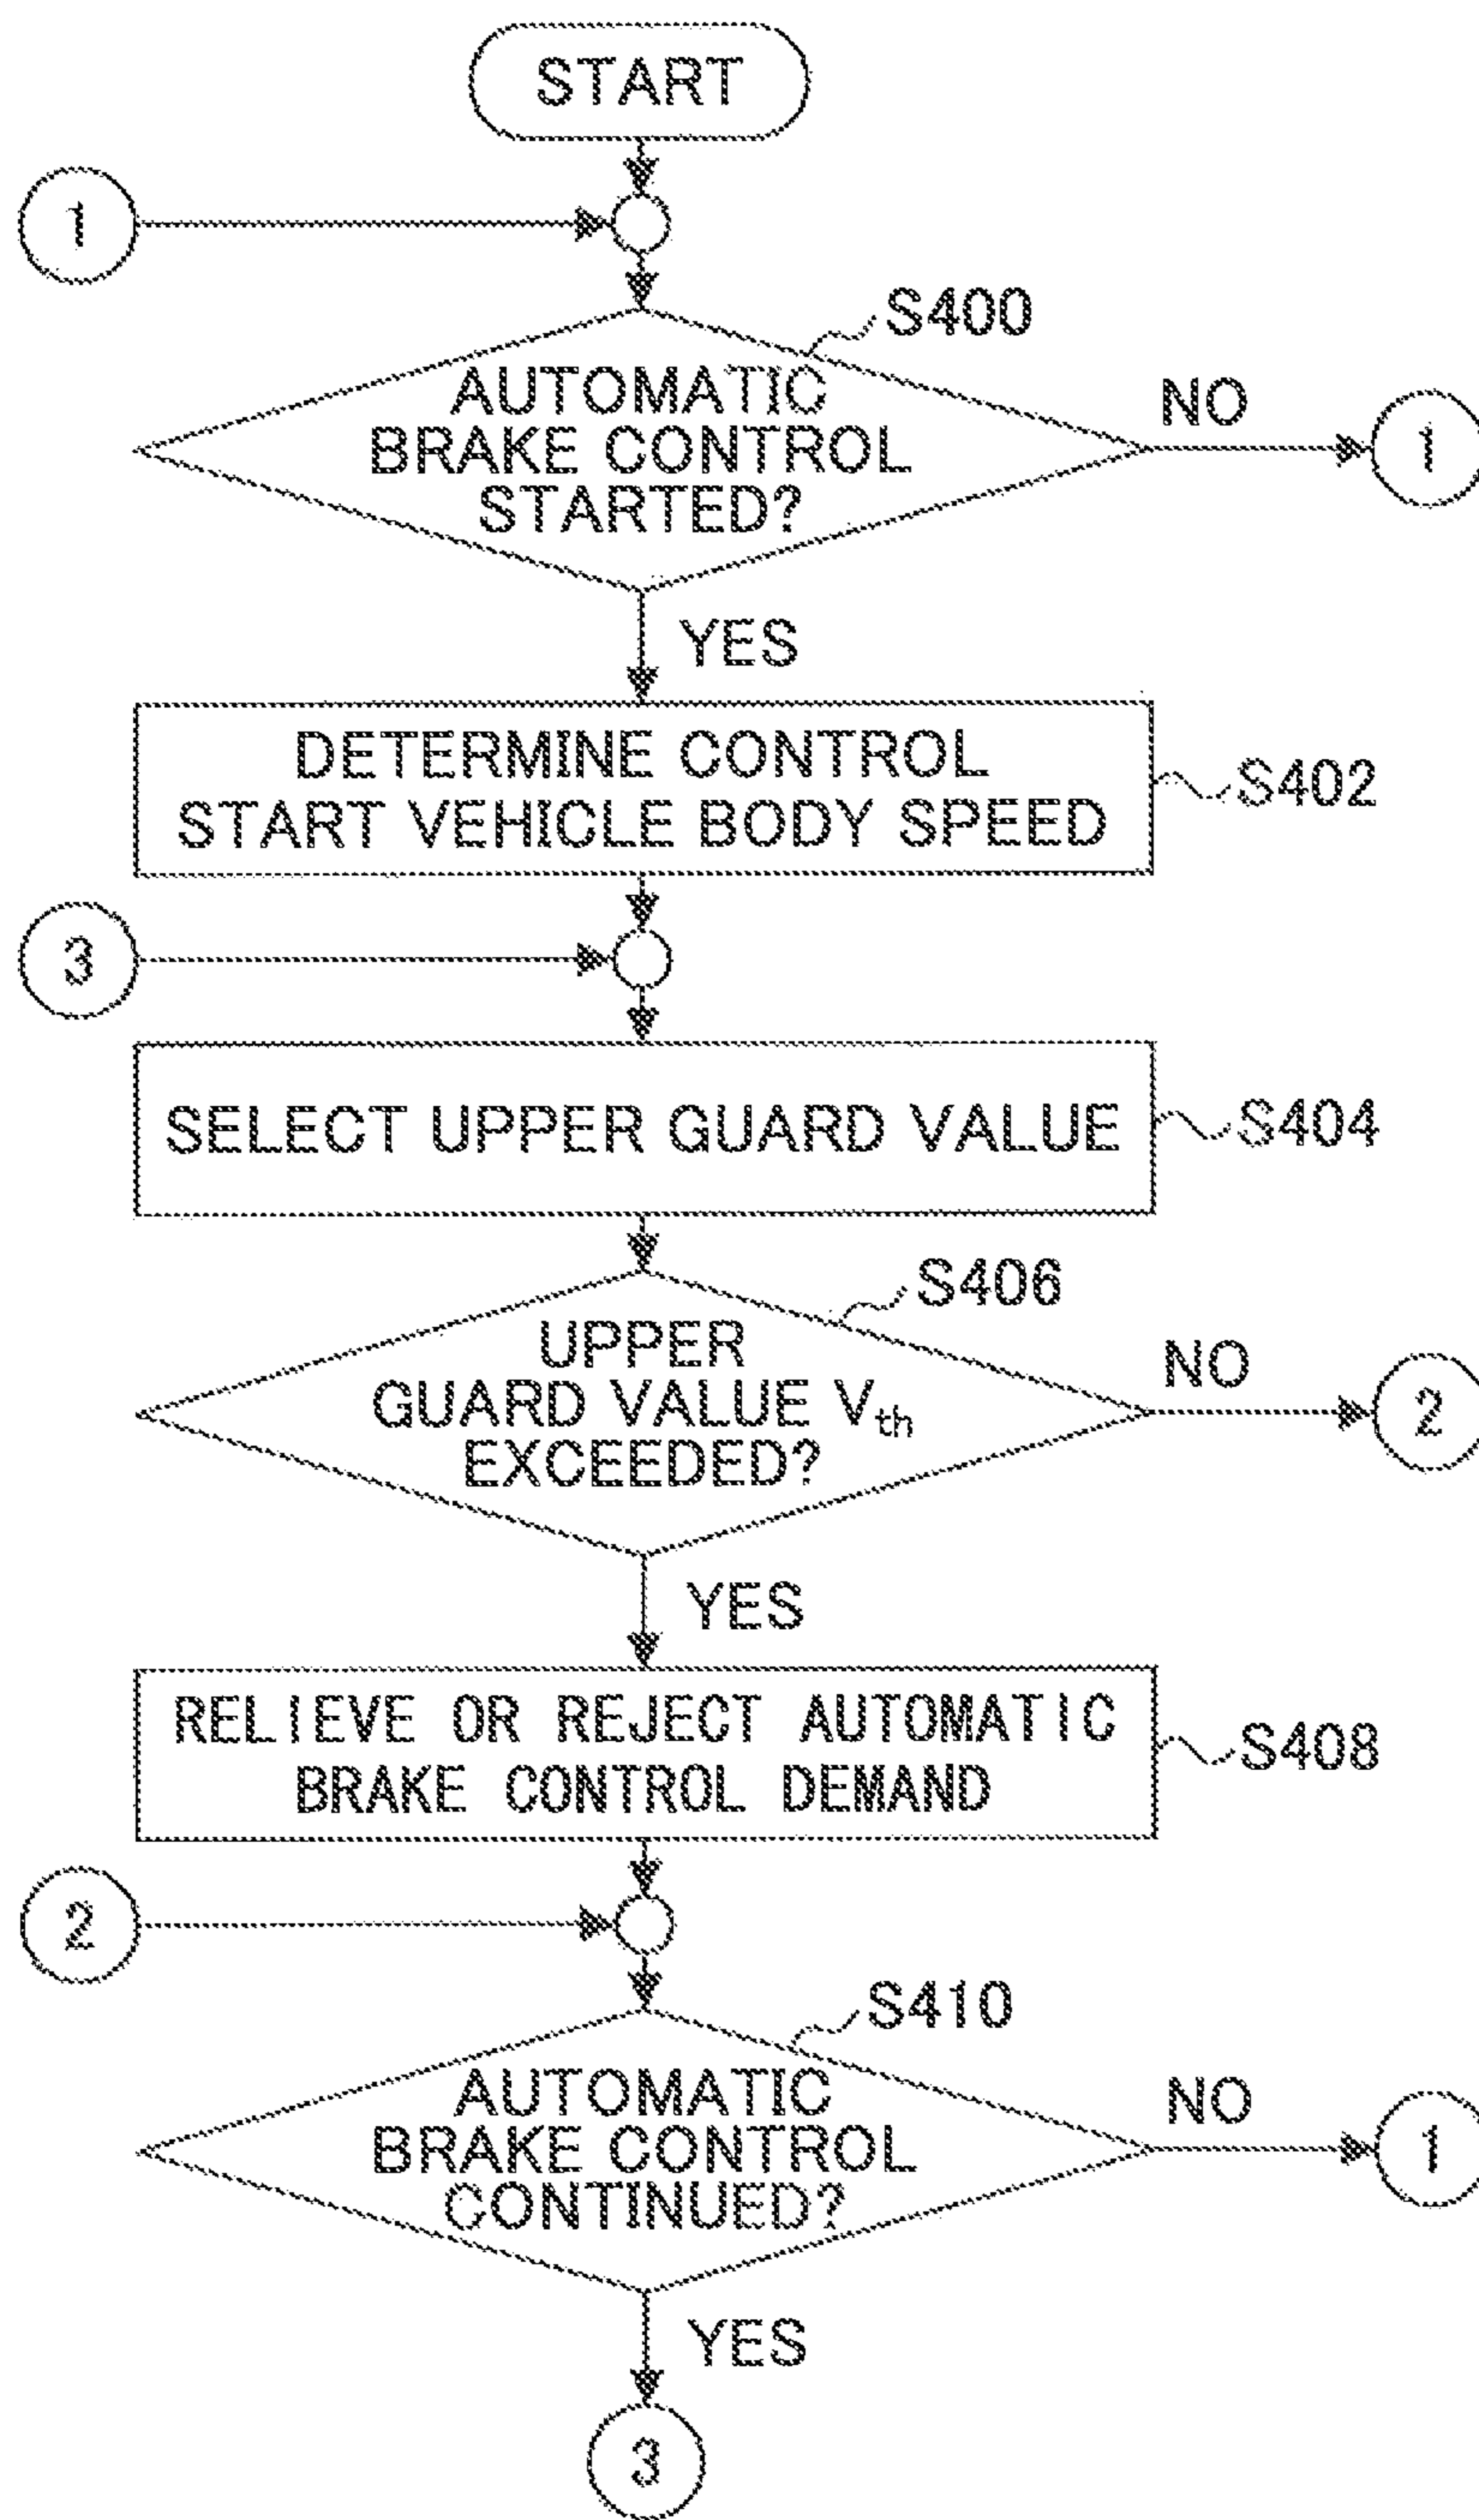 START
1
S400
AUTOMATIC
BRAKE CONTROL
STARTED?
NO
1
YES
DETERMINE CONTROL
START VEHICLE BODY SPEED
S402
3
SELECT UPPER GUARD VALUE
S404
S406
UPPER
GUARD VALUE Vth
EXCEEDED?
NO
2
YES
RELIEVE OR REJECT AUTOMATIC
BRAKE CONTROL DEMAND
S408
2
S410
AUTOMATIC
BRAKE CONTROL
CONTINUED?
NO
1
YES
3